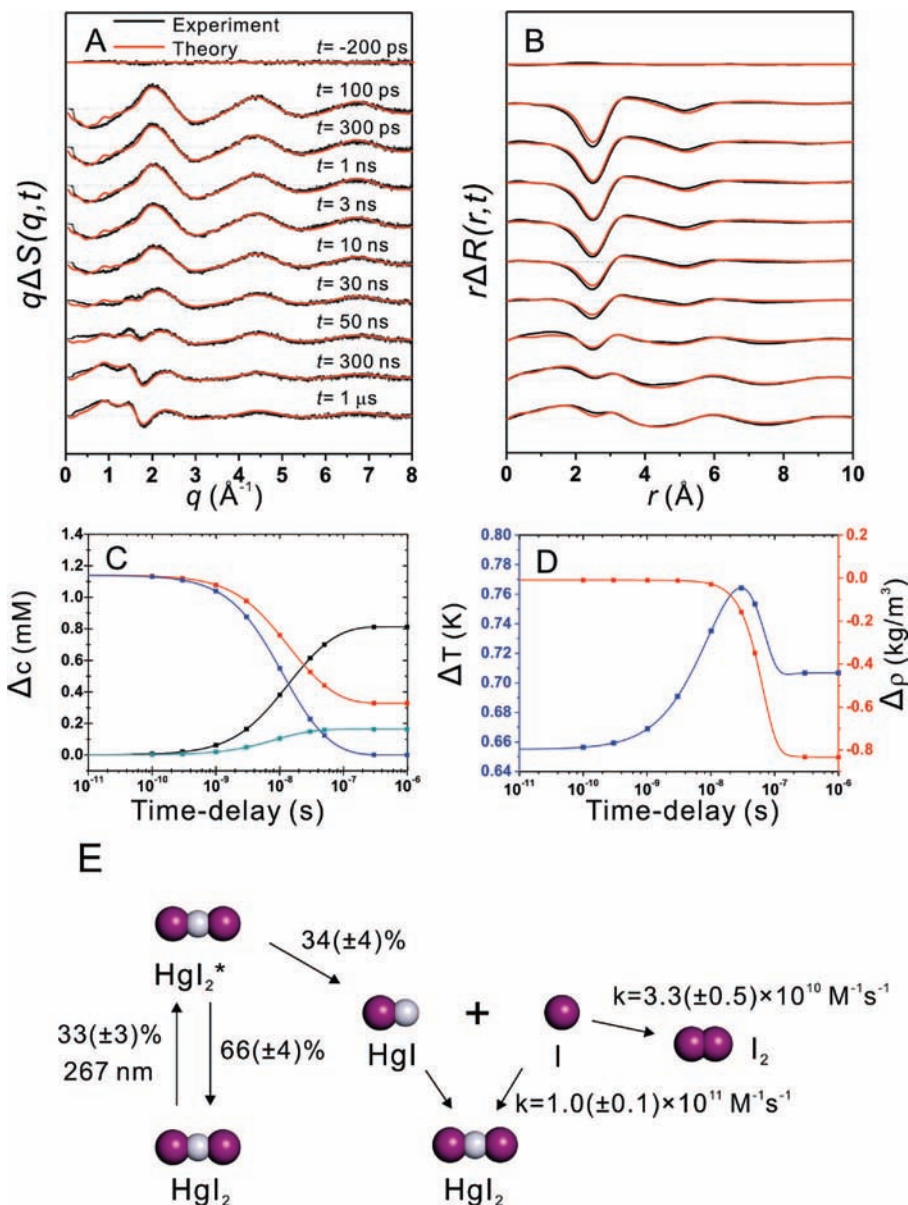 A
Experiment
Theory
t= -200 ps
t= 100 ps
t= 300 ps
t= 1 ns
t= 3 ns
t= 10 ns
t= 30 ns
t= 50 ns
t= 300 ns
t= 1 μs
qΔS(q,t)
0 1 2 3 4 5 6 7 8
q (Å⁻¹)
B
rΔR(r,t)
0 2 4 6 8 10
r (Å)
C
1.4
1.2
1.0
0.8
0.6
0.4
0.2
0.0
Δc (mM)
10⁻¹¹ 10⁻¹⁰ 10⁻⁹ 10⁻⁸ 10⁻⁷ 10⁻⁶
Time-delay (s)
D
0.80
0.78
0.76
0.74
0.72
0.70
0.68
0.66
0.64
ΔT (K)
0.2
0.0
-0.2
-0.4
-0.6
-0.8
Δρ (kg/m³)
10⁻¹¹ 10⁻¹⁰ 10⁻⁹ 10⁻⁸ 10⁻⁷ 10⁻⁶
Time-delay (s)
E
HgI₂*
34(±4)%
33(±3)%
267 nm
66(±4)%
HgI₂
HgI
+
I
k=3.3(±0.5)×10¹⁰ M⁻¹s⁻¹
I₂
k=1.0(±0.1)×10¹¹ M⁻¹s⁻¹
HgI₂